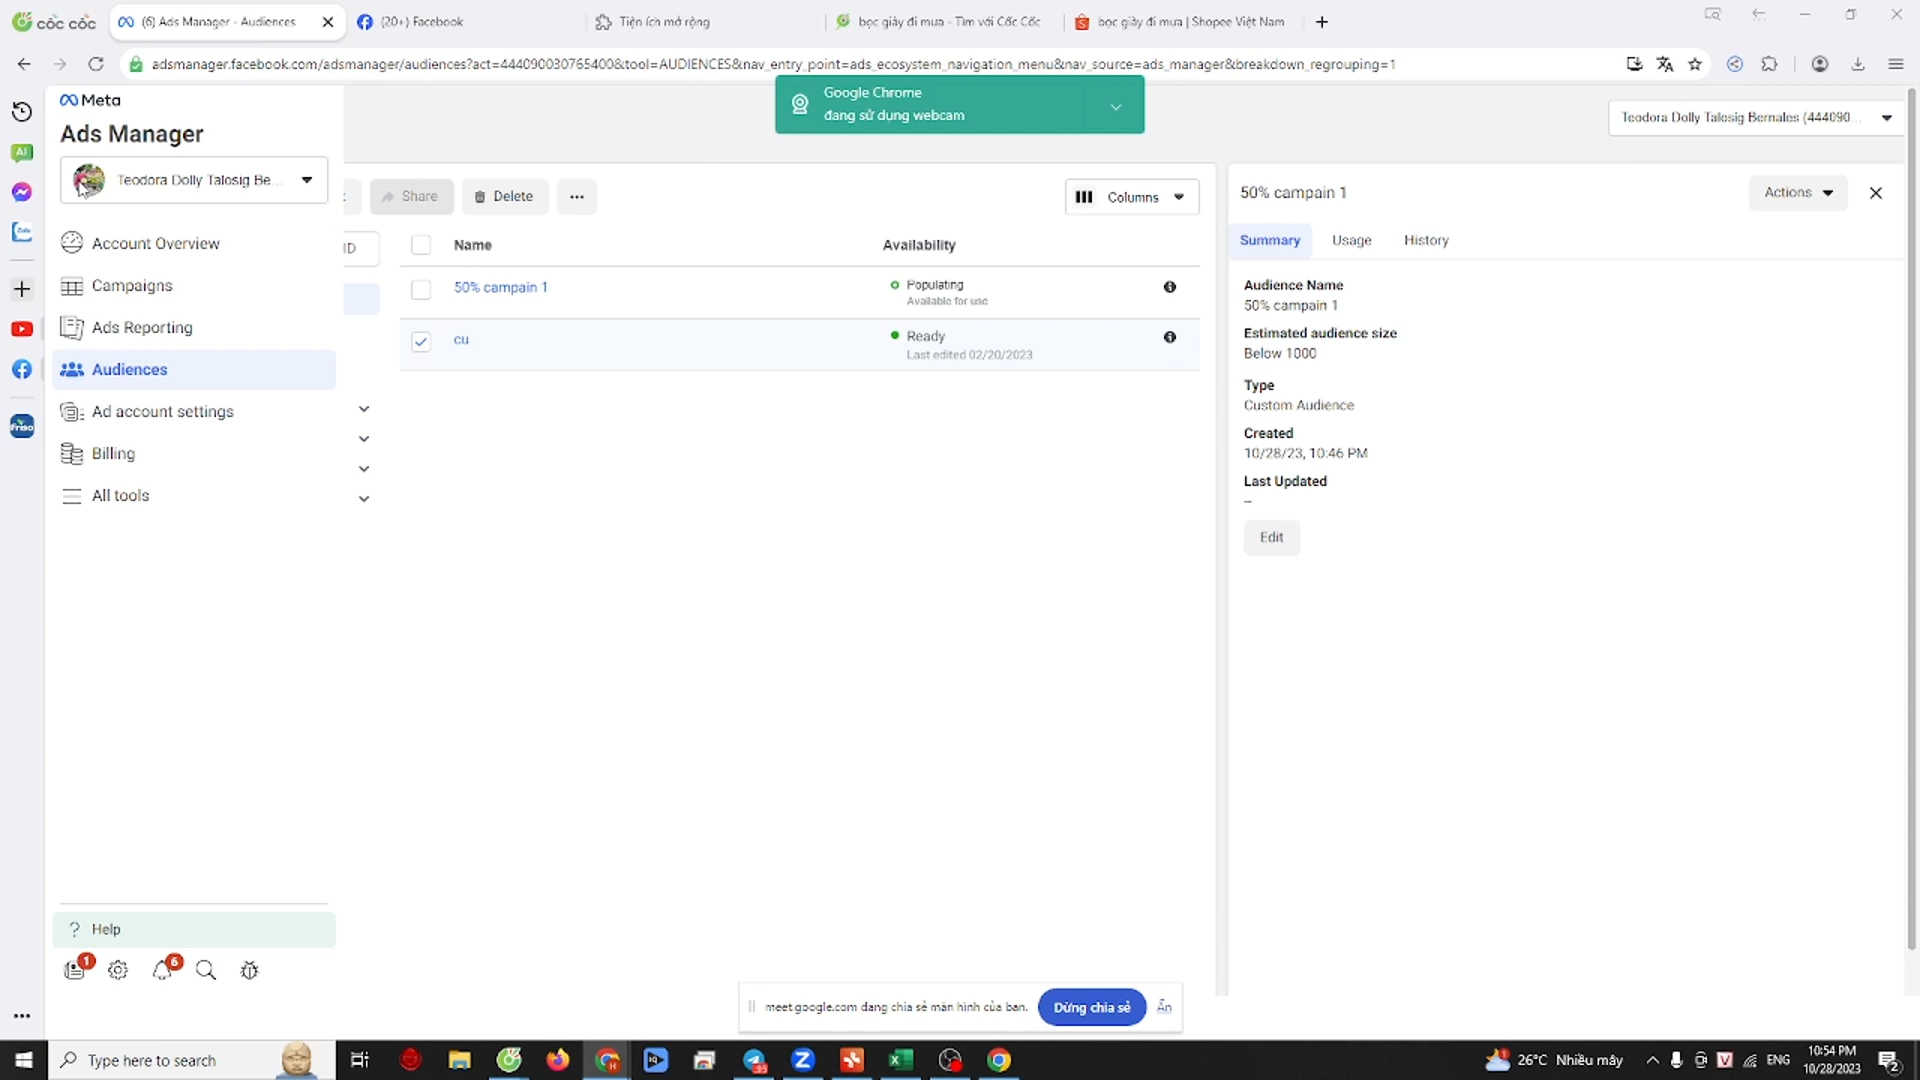 cốc cốc
(6) Ads Manager - Audiences
(20+) Facebook
Tiện ích mở rộng
bọc giày đi mưa - Tìm với Cốc Cốc
bọc giày đi mưa | Shopee Việt Nam
adsmanager.facebook.com/adsmanager/audiences?act=444090030765400&tool=AUDIENCES&nav_entry_point=ads_ecosystem_navigation_menu&nav_source=ads_manager&breakdown_regrouping=1
Google Chrome
đang sử dụng webcam
Meta
Ads Manager
Teodora Dolly Talosig Be...
Teodora Dolly Talosig Bernales (444090...
Account Overview
Campaigns
Ads Reporting
Audiences
Ad account settings
Billing
All tools
Help
1
6
AI
Zalo
Friso
Share
Delete
Columns
ID
Name
Availability
50% campain 1
Populating
Available for use
cu
Ready
Last edited 02/20/2023
50% campain 1
Actions
Summary
Usage
History
Audience Name
50% campain 1
Estimated audience size
Below 1000
Type
Custom Audience
Created
10/28/23, 10:46 PM
Last Updated
--
Edit
meet.google.com đang chia sẻ màn hình của bạn.
Dừng chia sẻ
Ẩn
Type here to search
26°C Nhiều mây
ENG
10:54 PM
10/28/2023
2